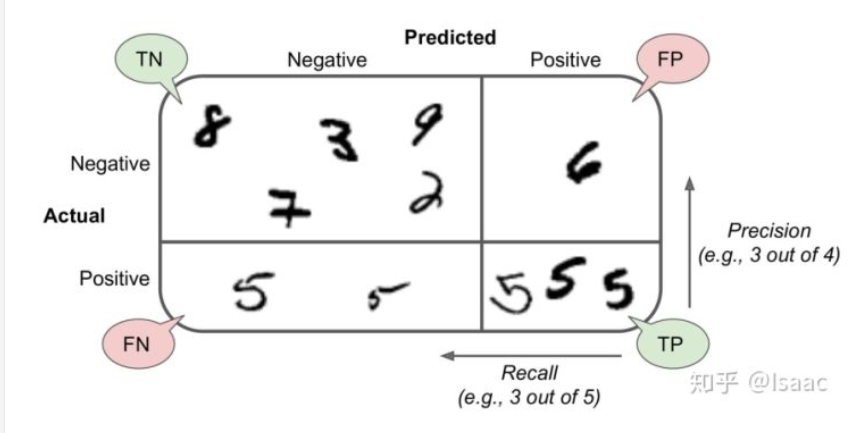 Predicted
TN Negative Positive FP
8 3 9
6
Negative
7 2
Actual
Precision
(e.g., 3 out of 4)
Positive
5 5 5 5 5
FN
TP
Recall
(e.g., 3 out of 5)
知乎 @Isaac